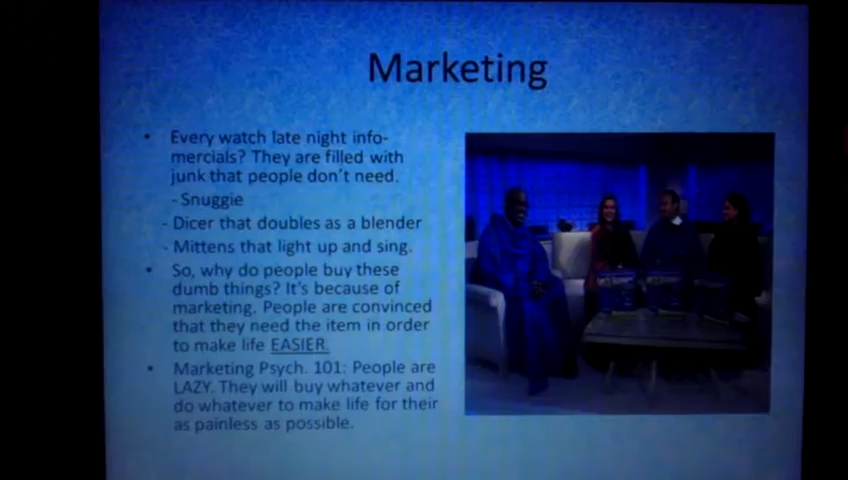 Marketing
• Every watch late night info-
mercials? They are filled with
junk that people don't need.
- Snuggie
- Dicer that doubles as a blender
- Mittens that light up and sing.
• So, why do people buy these
dumb things? It's because of
marketing. People are convinced
that they need the item in order
to make life EASIER.
• Marketing Psych. 101: People are
LAZY. They will buy whatever and
do whatever to make life for their
as painless as possible.